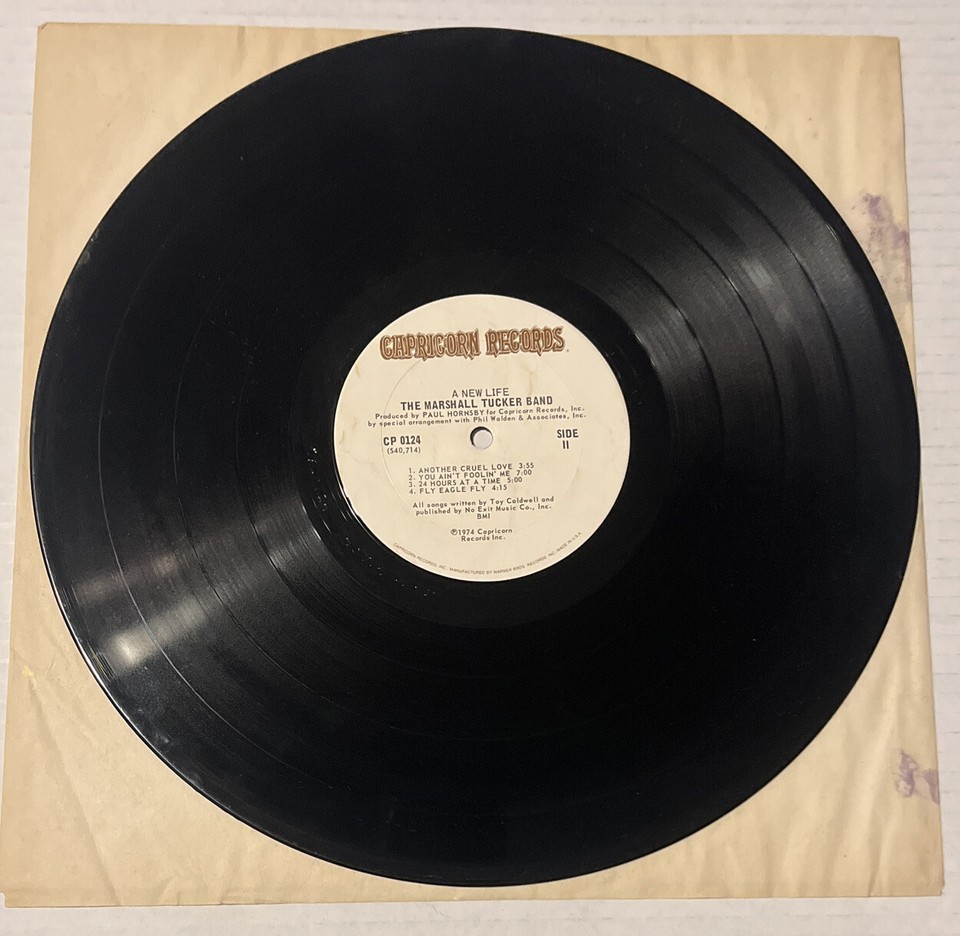 CAPRICORN RECORDS
A NEW LIFE
THE MARSHALL TUCKER BAND
Produced by PAUL HORNSBY for Capricorn Records, Inc.
by special arrangement with Phil Walden & Associates, Inc.
CP 0124
(S40,714)
SIDE
II
1. ANOTHER CRUEL LOVE 3:55
2. YOU AIN'T FOOLIN' ME 7:00
3. 24 HOURS AT A TIME 5:00
4. FLY EAGLE FLY 4:15
All songs written by Toy Caldwell and
published by No Exit Music Co., Inc.
BMI
℗1974 Capricorn
Records Inc.
CAPRICORN RECORDS, INC. MANUFACTURED BY WARNER BROS. RECORDS INC. MADE IN U.S.A.